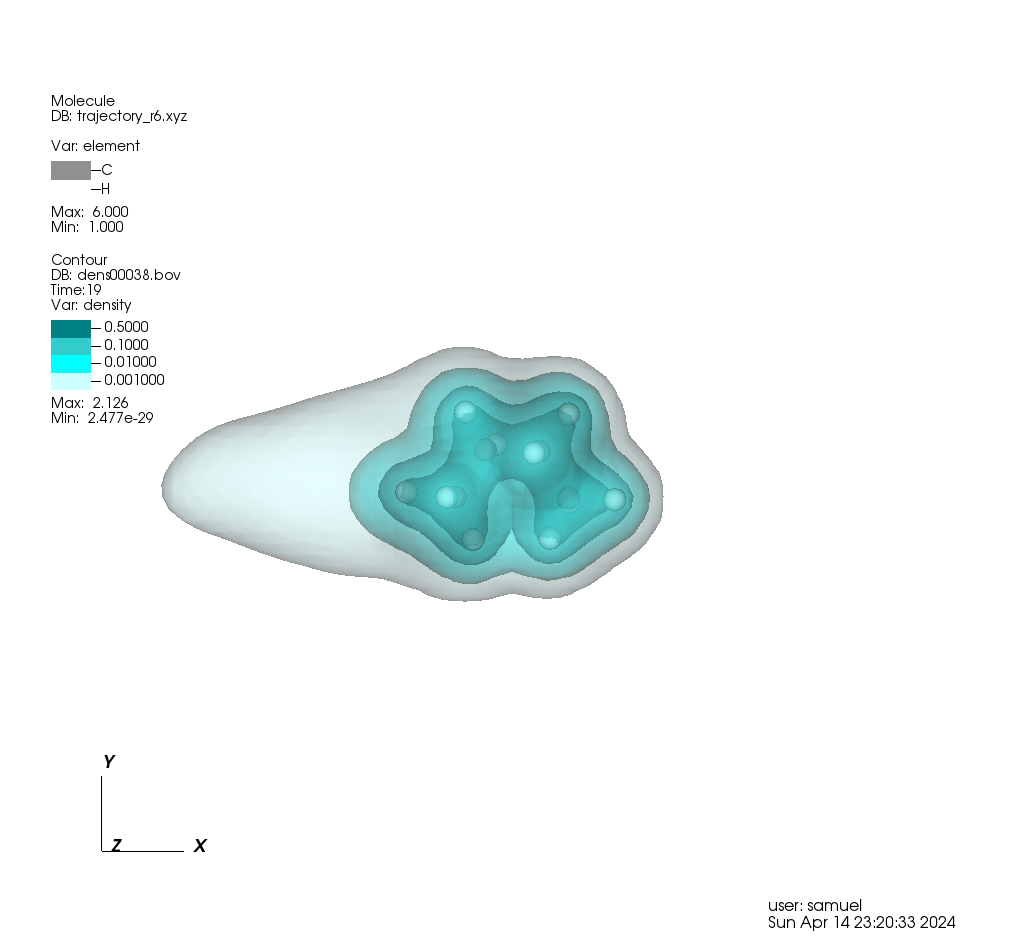 Molecule
DB: trajectory_r6.xyz
Var: element
C
H
Max: 6.000
Min: 1.000
Contour
DB: dens00038.bov
Time:19
Var: density
0.5000
0.1000
0.01000
0.001000
Max: 2.126
Min: 2.477e-29
Y
Z X
user: samuel
Sun Apr 14 23:20:33 2024